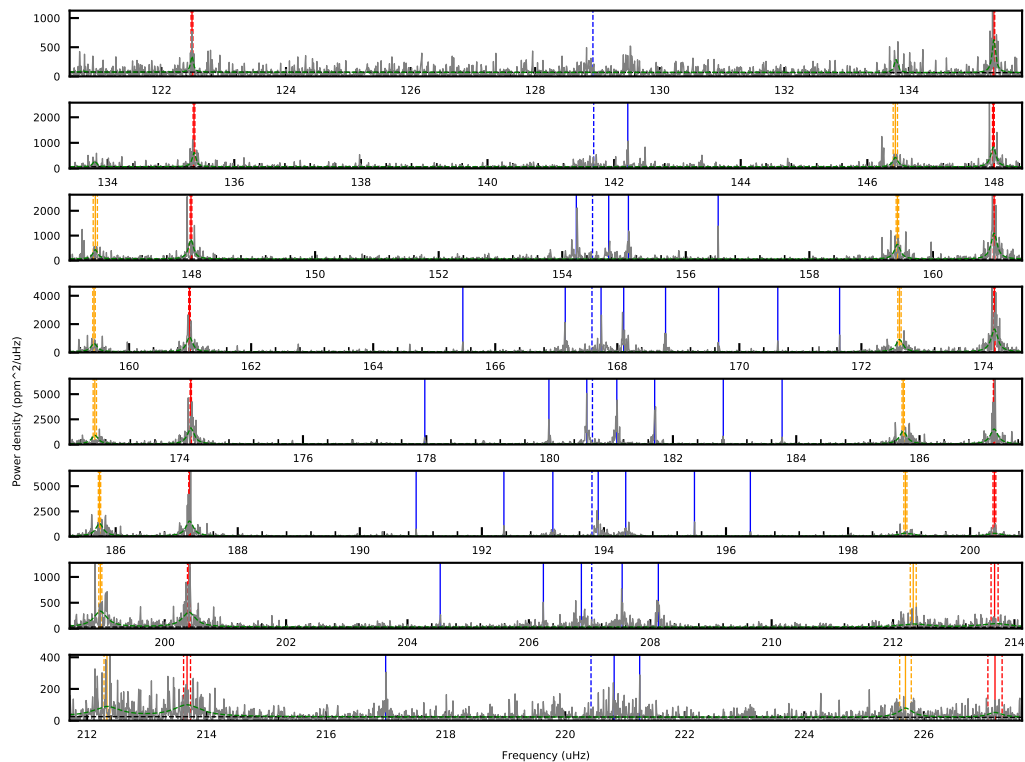 1000
500
0
122 124 126 128 130 132 134
2000
1000
0
134 136 138 140 142 144 146 148
2000
1000
0
148 150 152 154 156 158 160
4000
2000
0
160 162 164 166 168 170 172 174
5000
2500
0
174 176 178 180 182 184 186
5000
2500
0
186 188 190 192 194 196 198 200
1000
500
0
200 202 204 206 208 210 212 214
400
200
0
212 214 216 218 220 222 224 226
Power density (ppm^2/uHz)
Frequency (uHz)